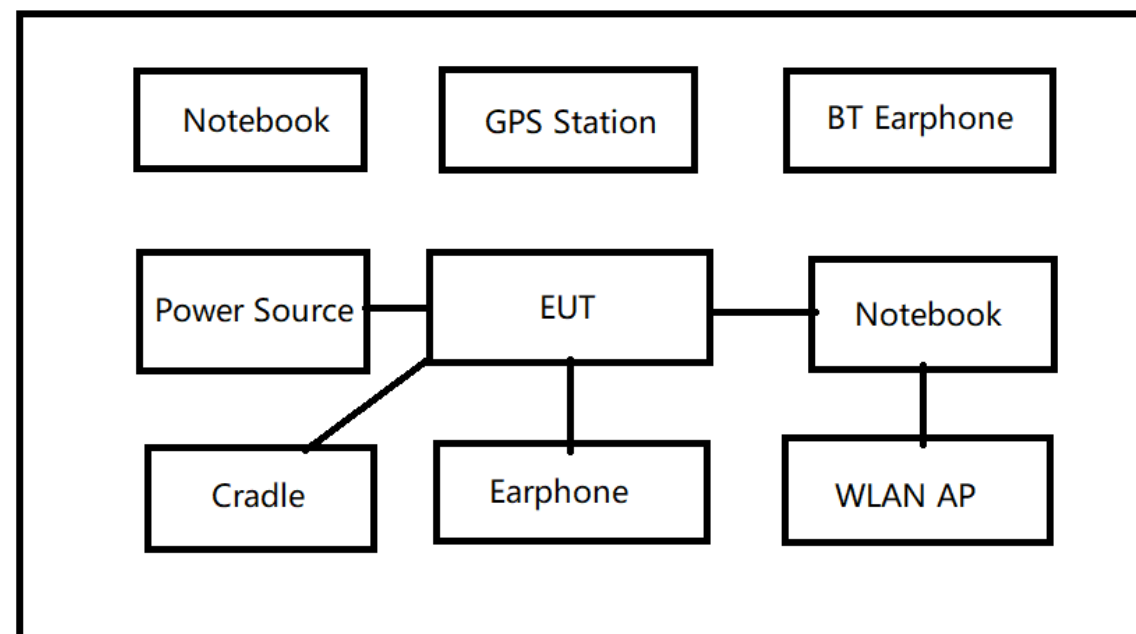 Notebook
GPS Station
BT Earphone
Power Source
EUT
Notebook
Cradle
Earphone
WLAN AP